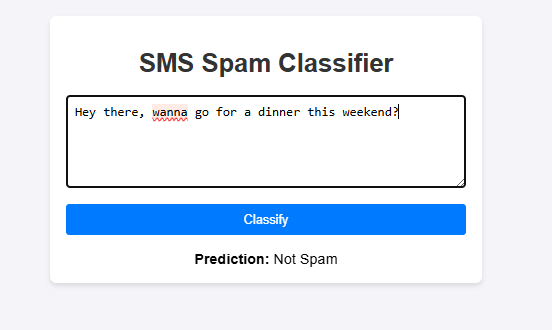 SMS Spam Classifier
Hey there, wanna go for a dinner this weekend?
Classify
Prediction: Not Spam